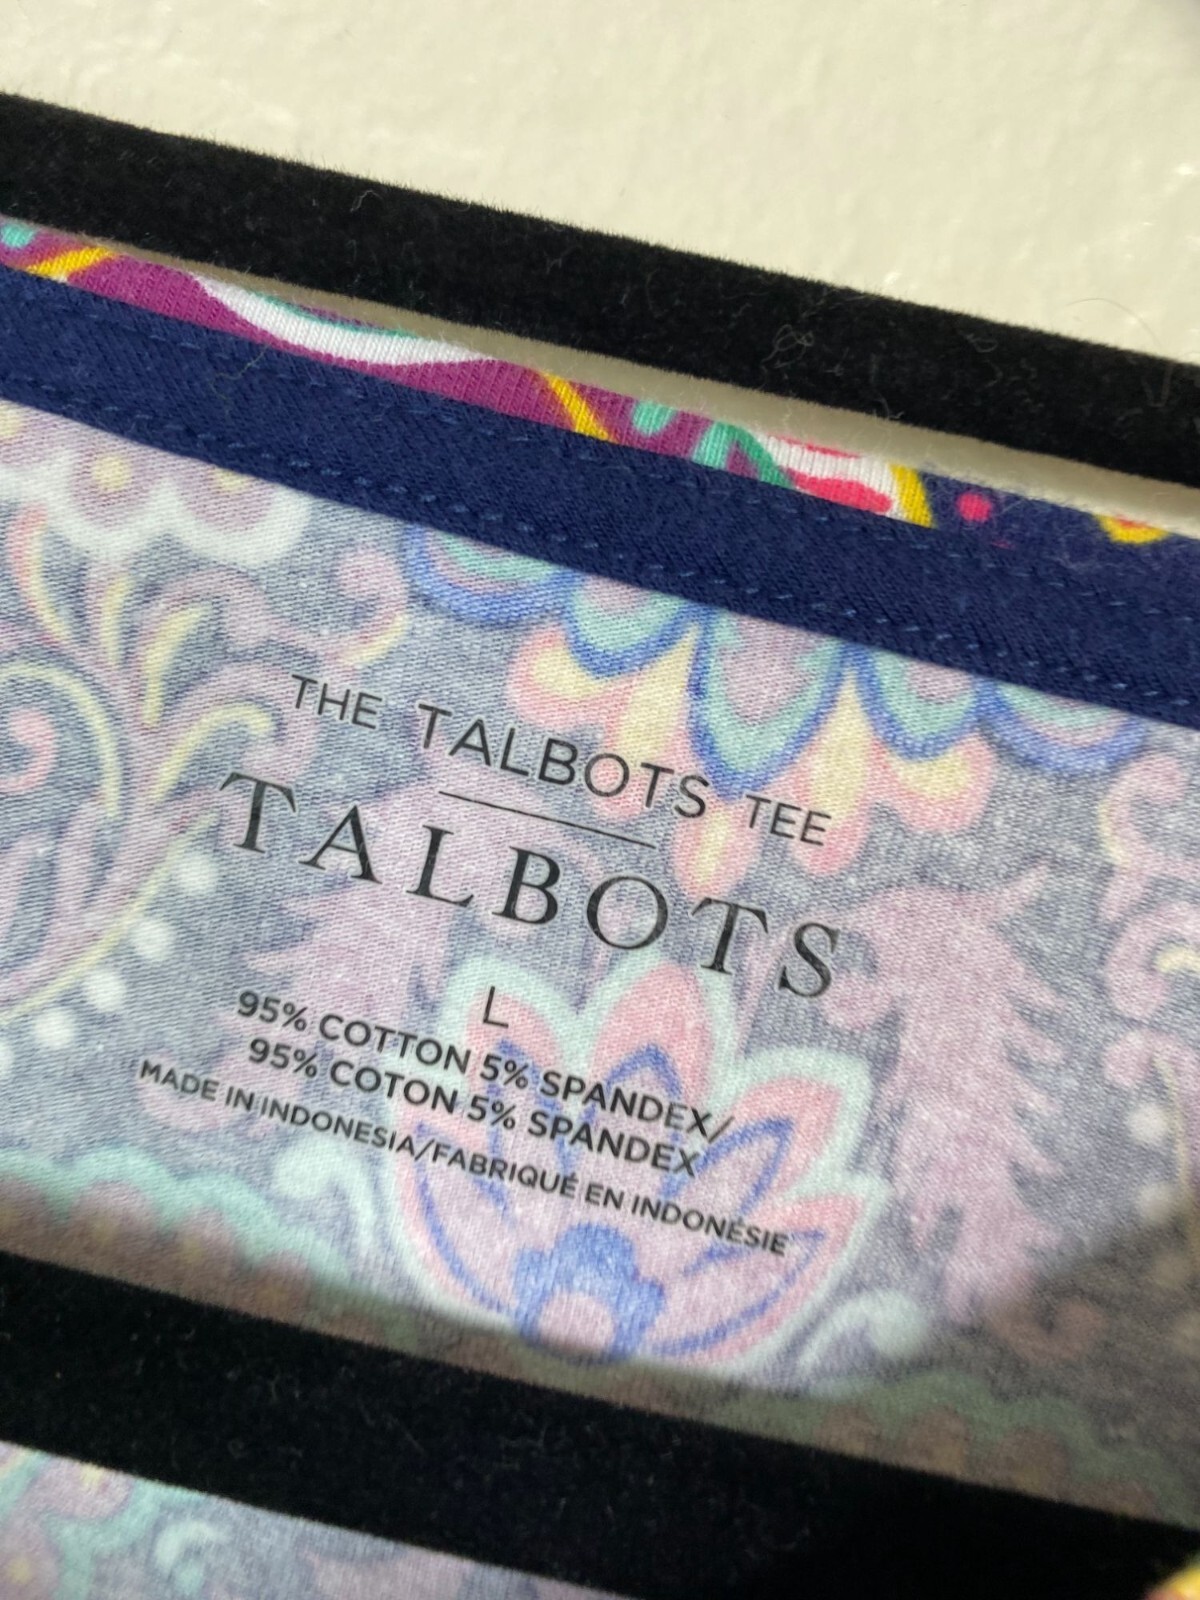 THE TALBOTS TEE
TALBOTS
L
95% COTTON 5% SPANDEX/
95% COTON 5% SPANDEX
MADE IN INDONESIA/FABRIQUÉ EN INDONÉSIE